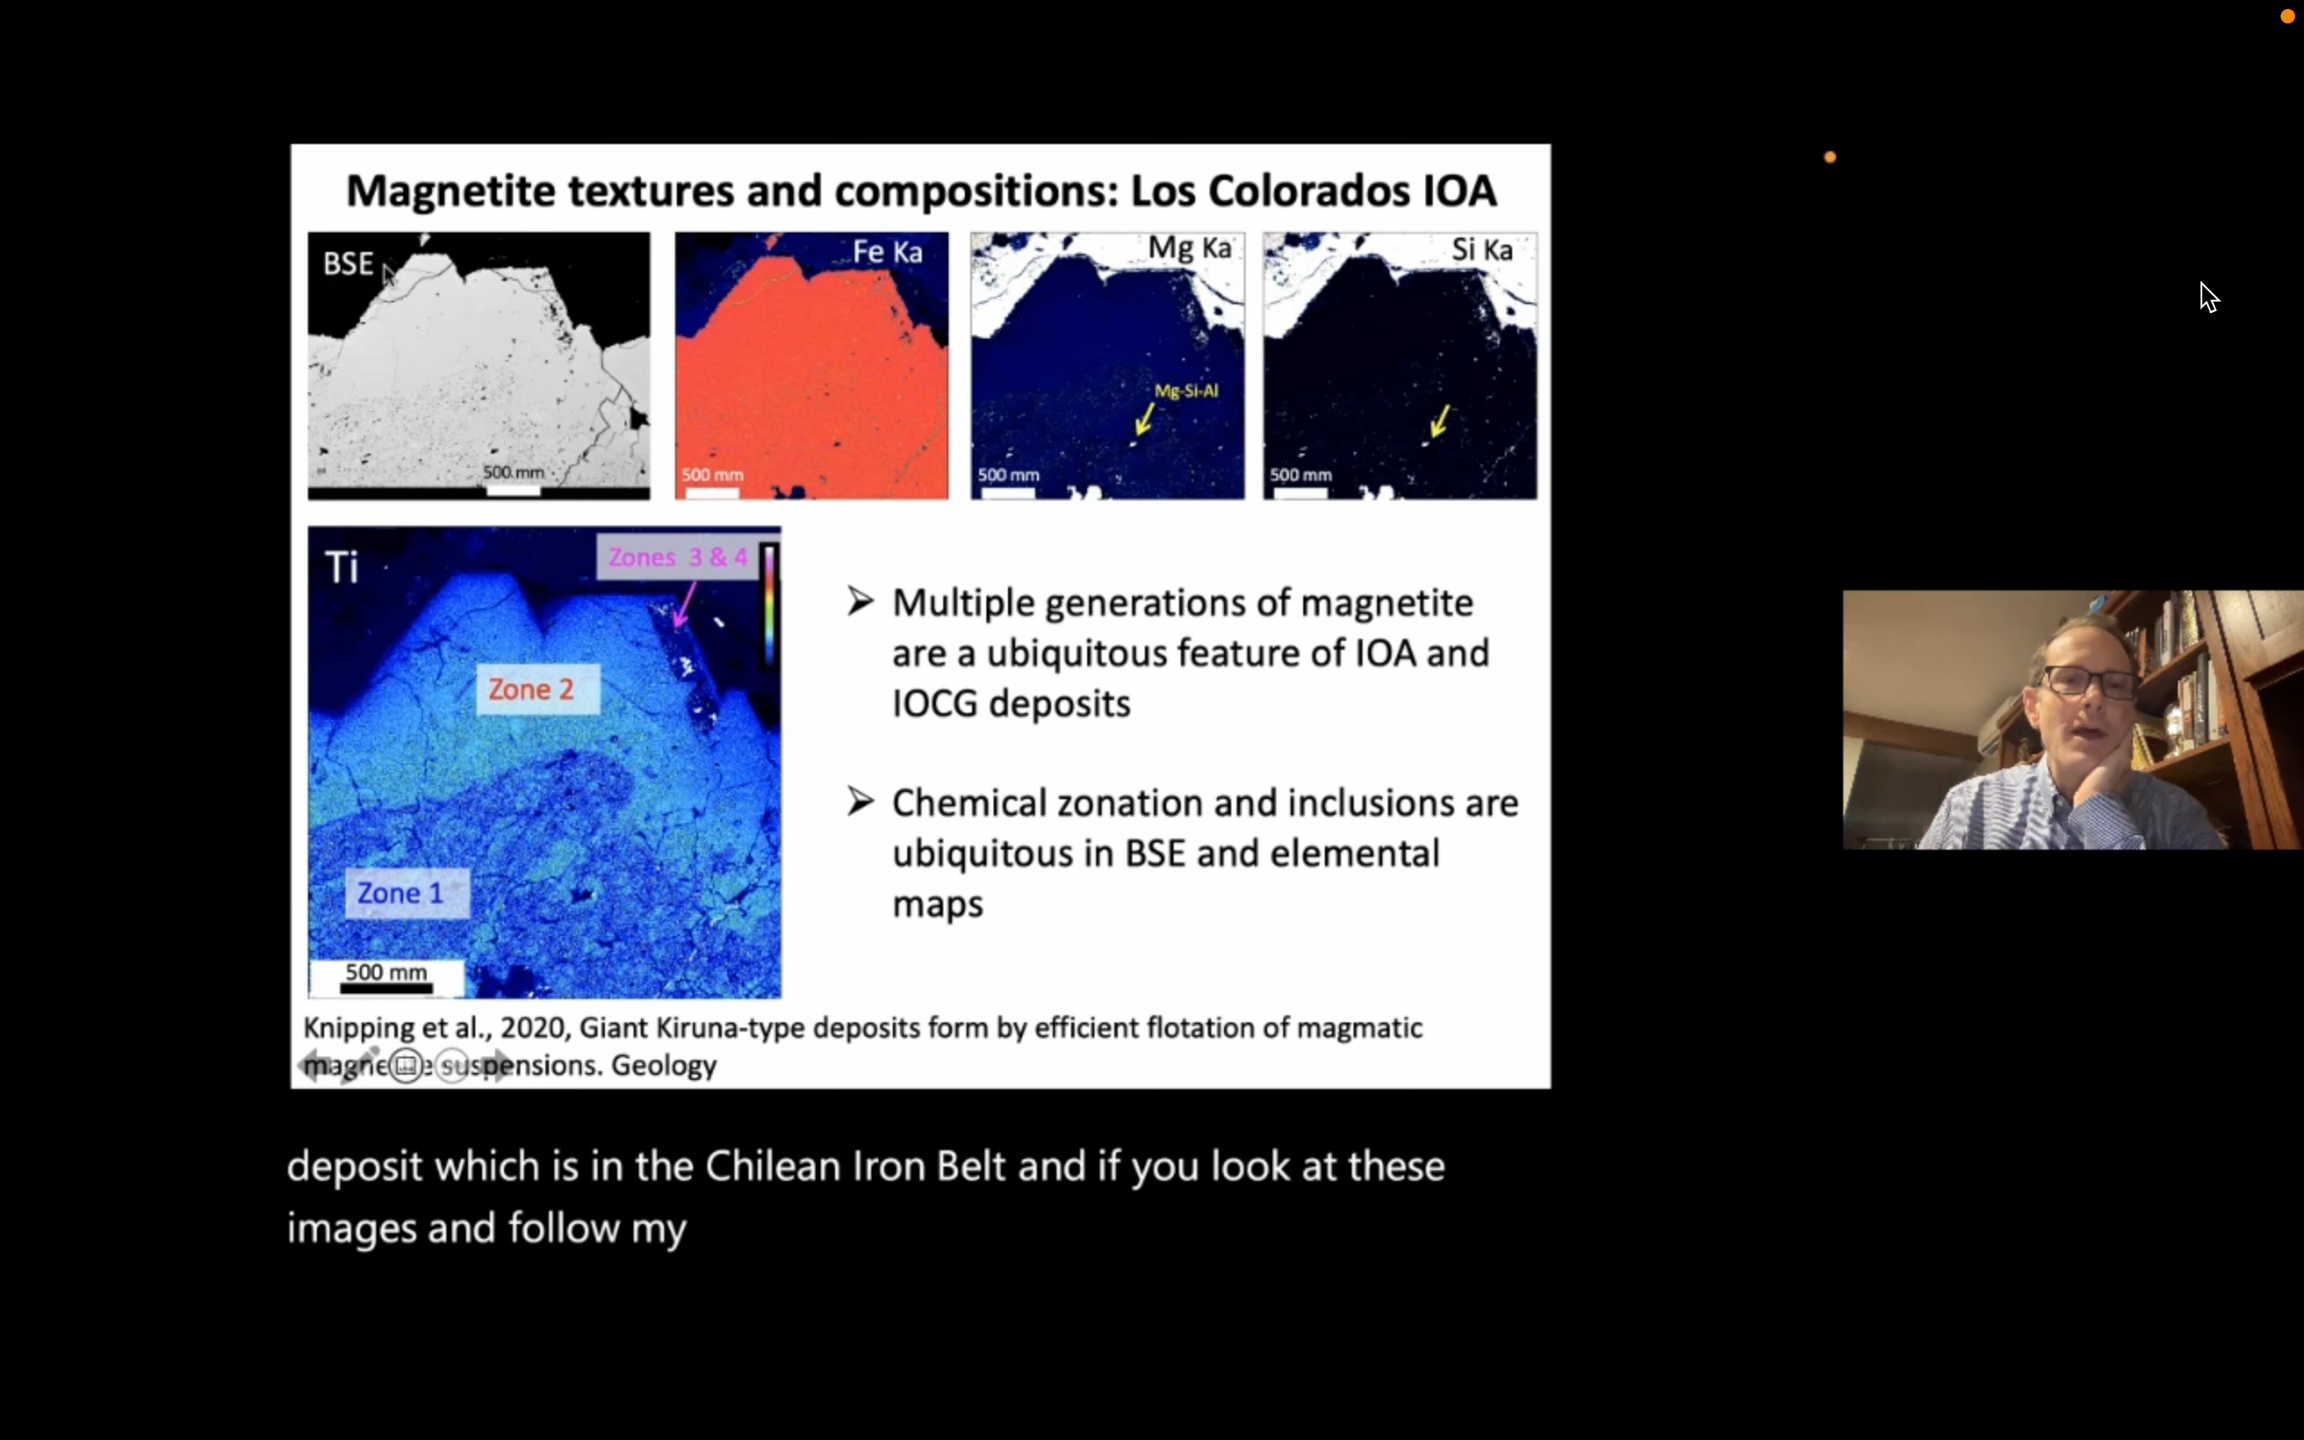 Magnetite textures and compositions: Los Colorados IOA
BSE
500 mm
Fe Ka
500 mm
Mg Ka
Mg-Si-Al
500 mm
Si Ka
500 mm
Ti
Zones 3 & 4
Zone 2
Zone 1
500 mm
➢ Multiple generations of magnetite
are a ubiquitous feature of IOA and
IOCG deposits
➢ Chemical zonation and inclusions are
ubiquitous in BSE and elemental
maps
Knipping et al., 2020, Giant Kiruna-type deposits form by efficient flotation of magmatic
magnetite suspensions. Geology
deposit which is in the Chilean Iron Belt and if you look at these
images and follow my